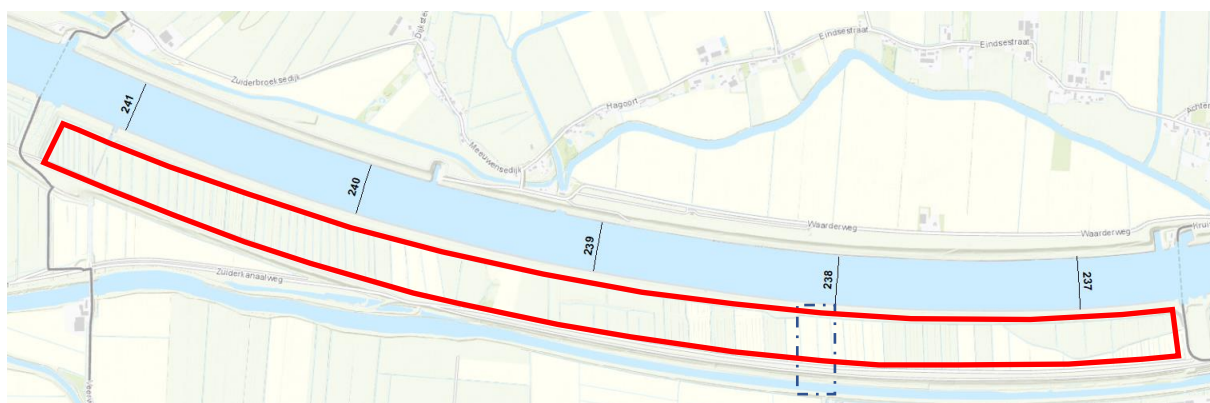 Eindsestraat
Eindsestraat
Zuiderbroeksedijk
241
Hagoort
Meeuwensedijk
240
Waarderweg
Waarderweg
239
Zuiderkanaalweg
238
237